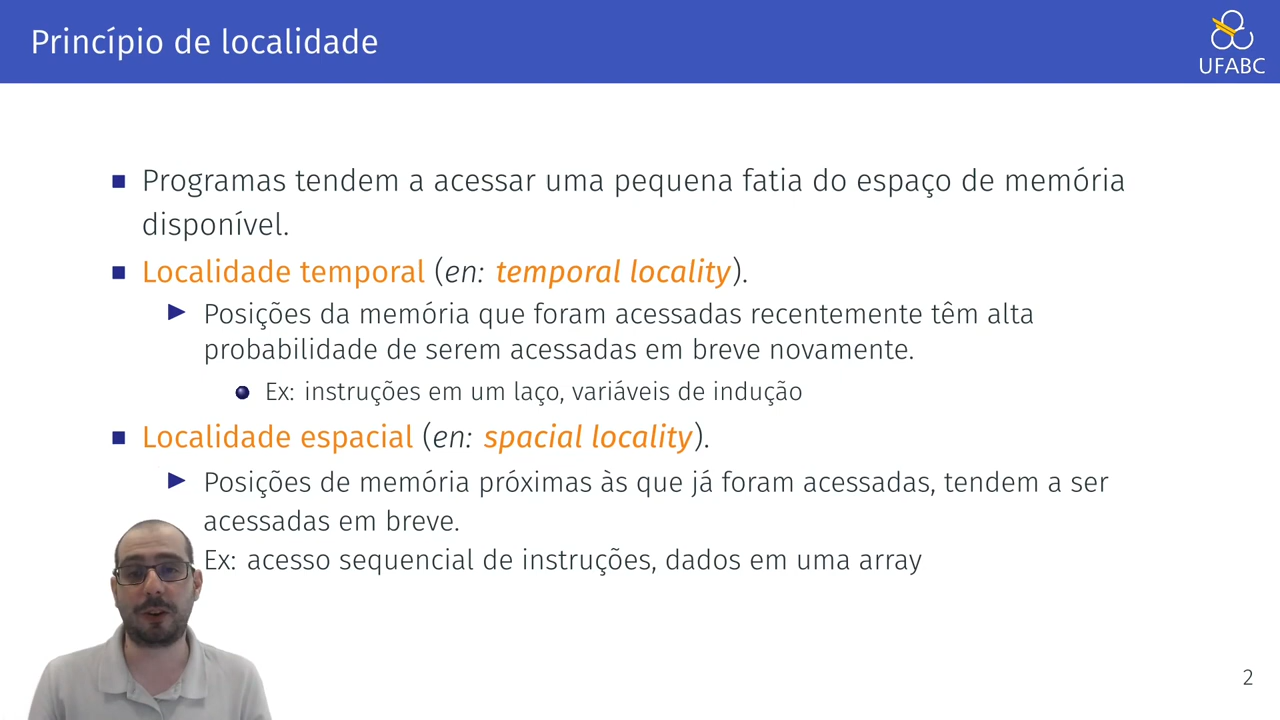 Princípio de localidade
UFABC
Programas tendem a acessar uma pequena fatia do espaço de memória
disponível.
Localidade temporal (en: temporal locality).
Posições da memória que foram acessadas recentemente têm alta
probabilidade de serem acessadas em breve novamente.
Ex: instruções em um laço, variáveis de indução
Localidade espacial (en: spacial locality).
Posições de memória próximas às que já foram acessadas, tendem a ser
acessadas em breve.
Ex: acesso sequencial de instruções, dados em uma array
2